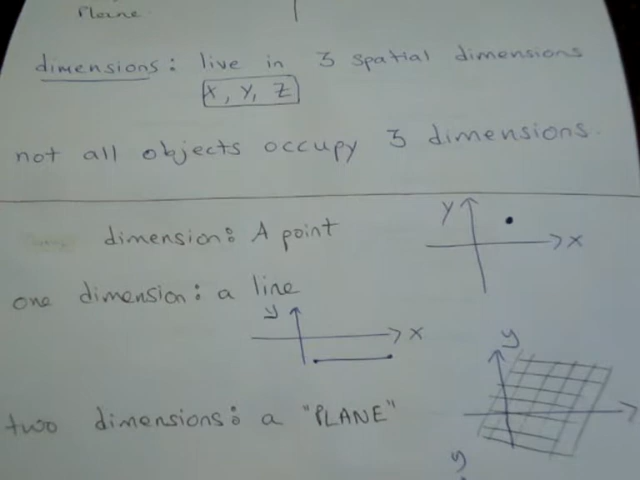 Plane
dimensions: live in 3 spatial dimensions
X, Y, Z
not all objects occupy 3 dimensions.
dimension: A point
y
x
one dimension: a line
y
x
y
two dimensions: a "PLANE"
y